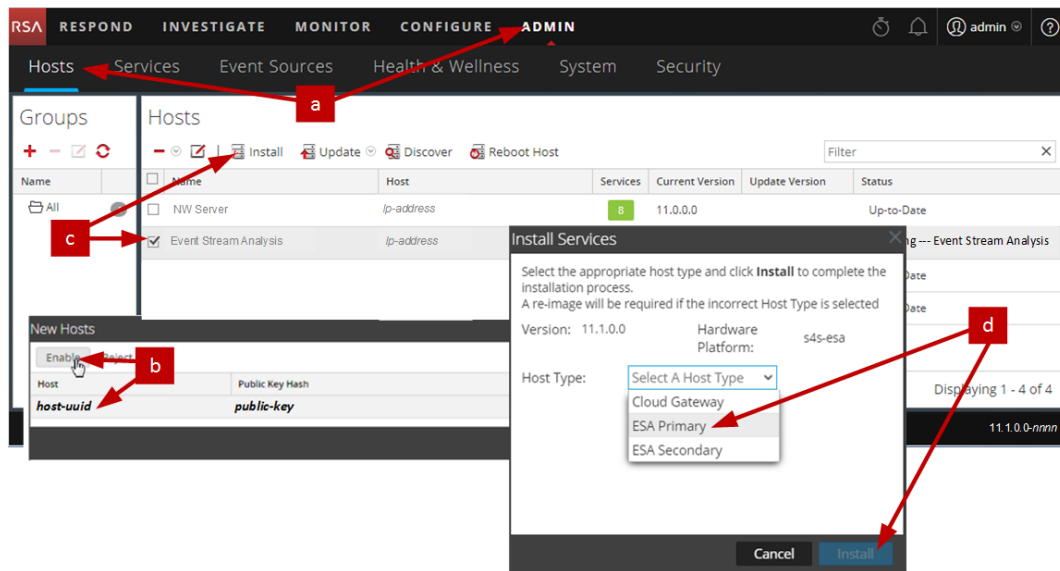 RSA RESPOND INVESTIGATE MONITOR CONFIGURE ADMIN admin
Hosts Services Event Sources Health & Wellness System Security
a
Groups
Hosts
Install Update Discover Reboot Host Filter
Name
Name Host Services Current Version Update Version Status
All
NW Server Ip-address 8 11.0.0.0 Up-to-Date
c
Event Stream Analysis Ip-address --- Event Stream Analysis
Install Services
Select the appropriate host type and click Install to complete the
installation process.
A re-image will be required if the incorrect Host Type is selected
Version: 11.1.0.0 Hardware
Platform: s4s-esa
Date
Date
d
New Hosts
Enable Reject
b
Host Public Key Hash
host-uuid public-key
Host Type: Select A Host Type
Cloud Gateway
ESA Primary
ESA Secondary
Displaying 1 - 4 of 4
11.1.0.0-nnnn
Cancel Install